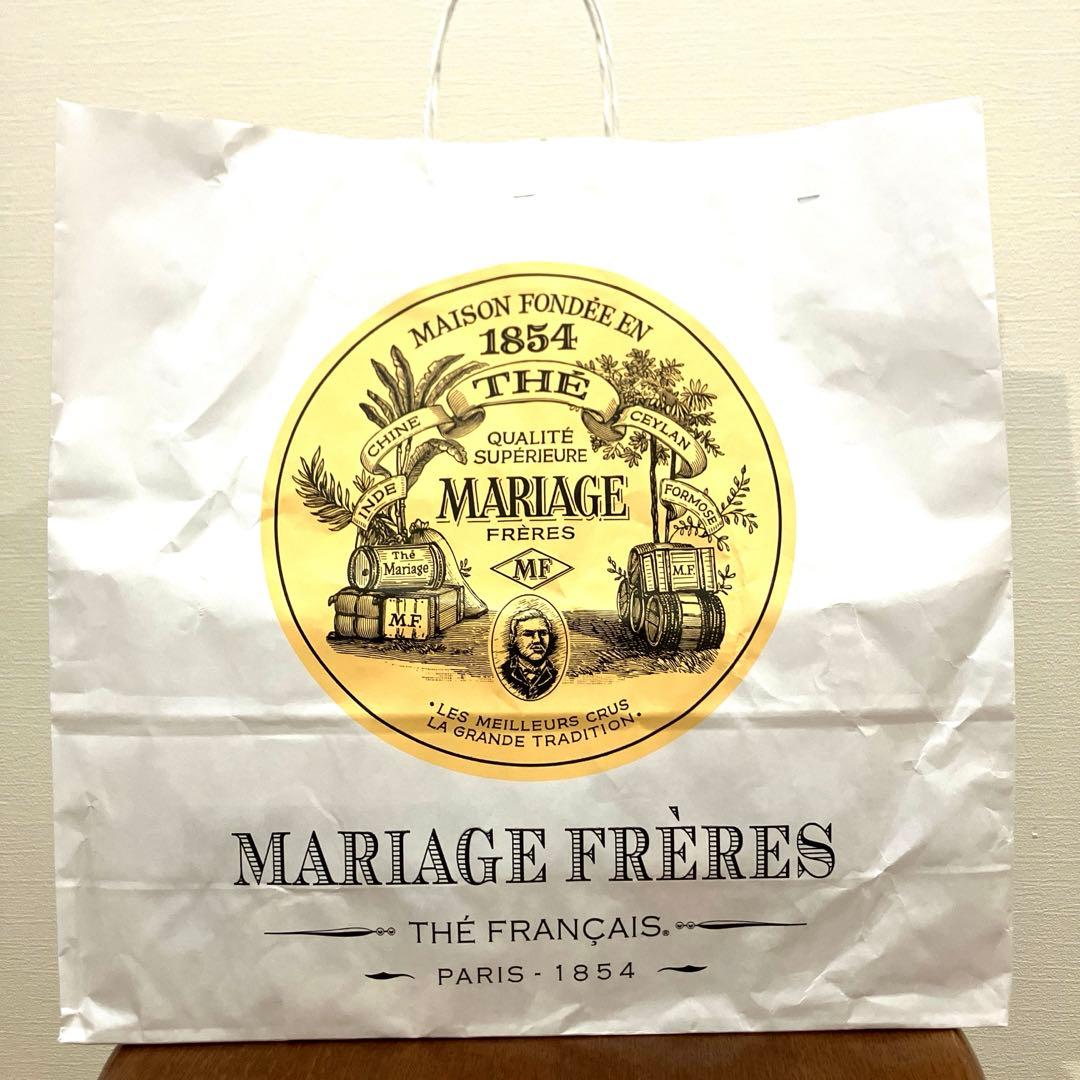 MAISON FONDÉE EN
1854
THÉ
CHINE
CEYLAN
INDE
FORMOSE
QUALITÉ
SUPÉRIEURE
MARIAGE
FRÈRES
MF
Thé
Mariage
M.F.
M.F.
• LES MEILLEURS CRUS
LA GRANDE TRADITION •
MARIAGE FRÈRES
THÉ FRANÇAIS®
PARIS - 1854